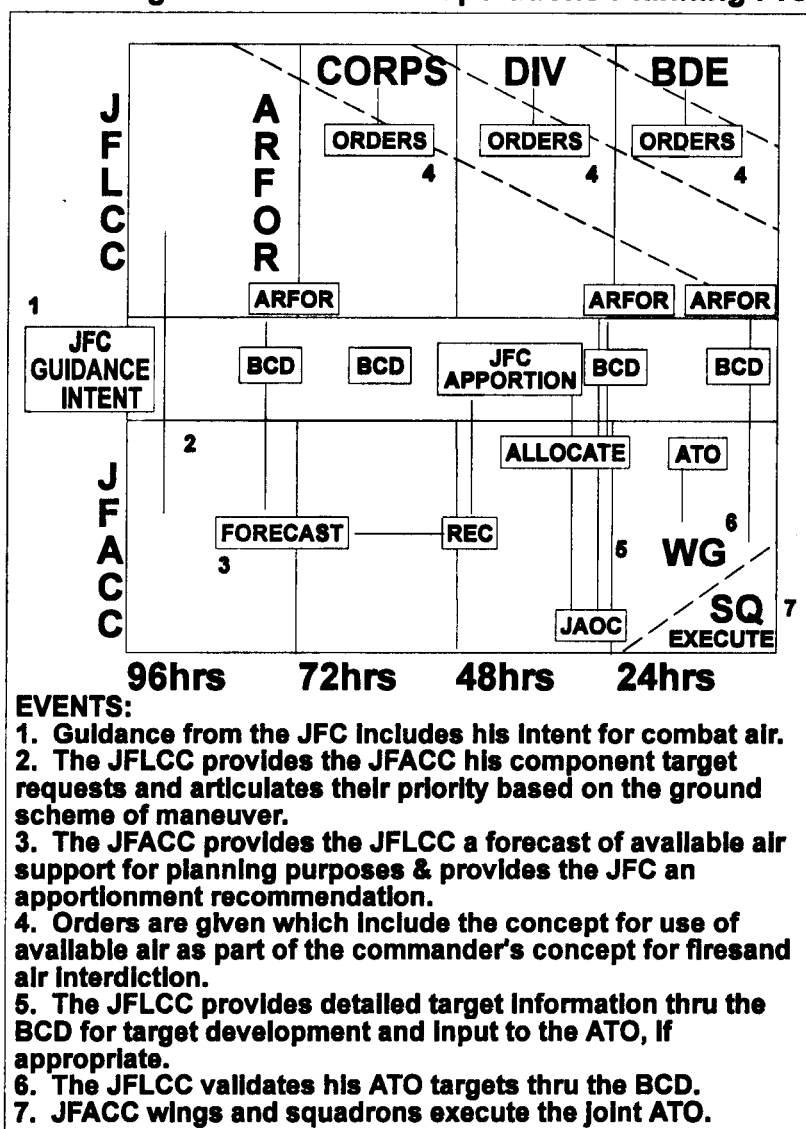 CORPS DIV BDE
JFLCC
ARFOR
ORDERS ORDERS ORDERS
4 4 4
ARFOR ARFOR ARFOR
1
JFC
GUIDANCE
INTENT
BCD BCD JFC
APPORTION BCD BCD
2
JFACC
ALLOCATE ATO
FORECAST REC
3
5
6
WG
7
SQ
EXECUTE
JAOC
96hrs 72hrs 48hrs 24hrs
EVENTS:
1. Guidance from the JFC includes his intent for combat air.
2. The JFLCC provides the JFACC his component target
requests and articulates their priority based on the ground
scheme of maneuver.
3. The JFACC provides the JFLCC a forecast of available air
support for planning purposes & provides the JFC an
apportionment recommendation.
4. Orders are given which include the concept for use of
available air as part of the commander's concept for firesand
air interdiction.
5. The JFLCC provides detailed target information thru the
BCD for target development and input to the ATO, if
appropriate.
6. The JFLCC validates his ATO targets thru the BCD.
7. JFACC wings and squadrons execute the joint ATO.